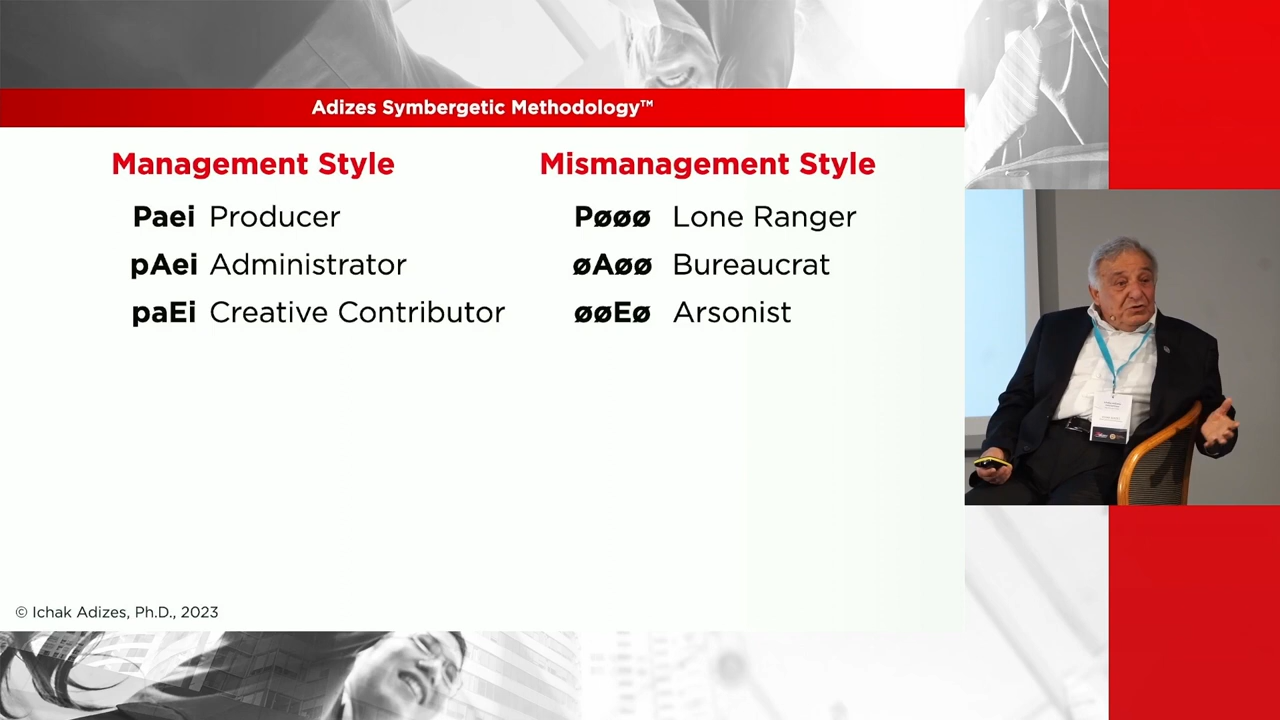 Adizes Symbergetic Methodology™
Management Style
Paei Producer
pAei Administrator
paEi Creative Contributor
Mismanagement Style
Pøøø Lone Ranger
øAøø Bureaucrat
øøEø Arsonist
© Ichak Adizes, Ph.D., 2023